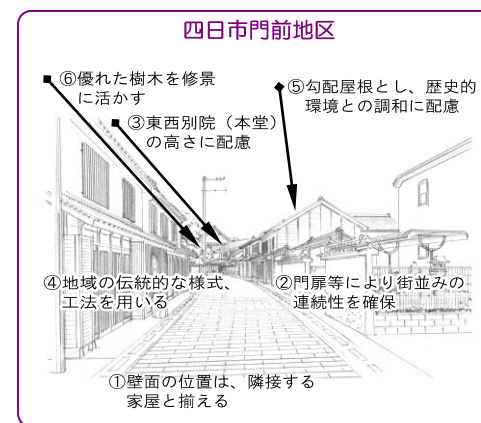 四日市門前地区
⑥優れた樹木を修景
に活かす
⑤勾配屋根とし、歴史的
環境との調和に配慮
③東西別院（本堂）
の高さに配慮
④地域の伝統的な様式、
工法を用いる
②門扉等により街並みの
連続性を確保
①壁面の位置は、隣接する
家屋と揃える